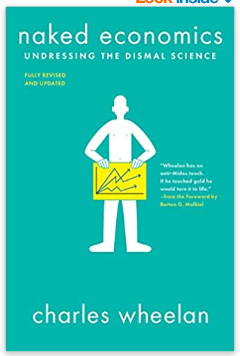 Look inside
naked economics
UNDRESSING THE DISMAL SCIENCE
FULLY REVISED
AND UPDATED
"Wheelan has an
anti-Midas touch.
If he touched gold he
would turn it to life."
—from the Foreword by
Burton G. Malkiel
charles wheelan